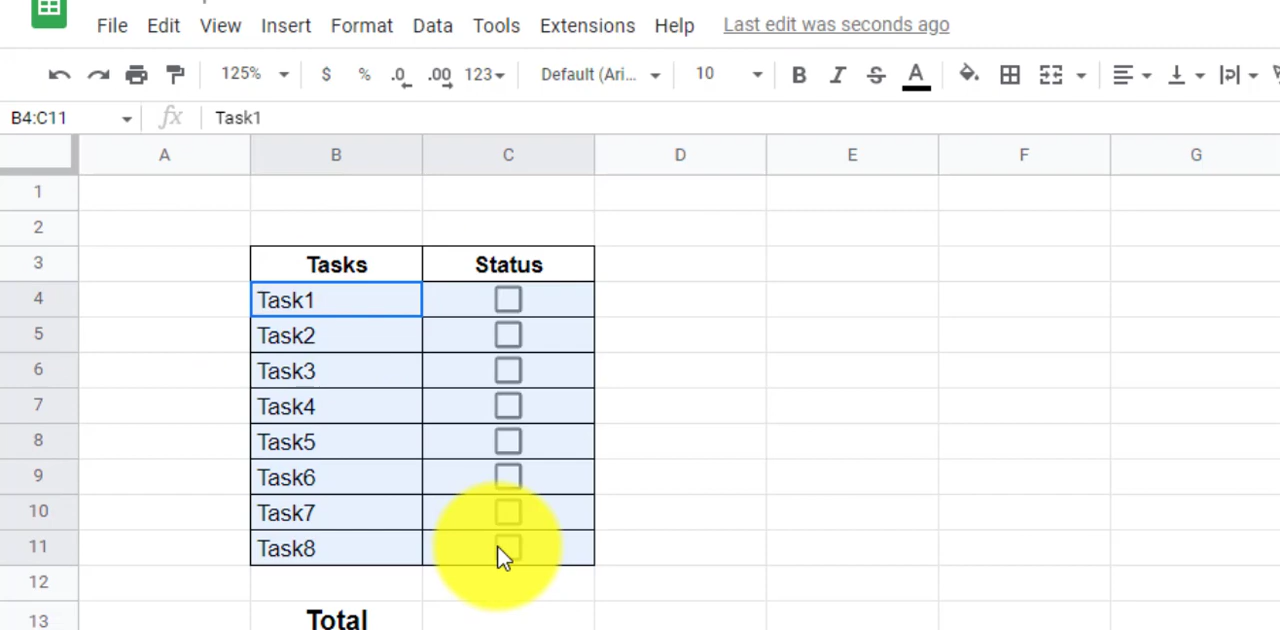 File Edit View Insert Format Data Tools Extensions Help Last edit was seconds ago
125% $ % .0 .00 123 Default (Ari... 10 B I S A
B4:C11 fx Task1
A B C D E F G
1
2
3 Tasks Status
4 Task1
5 Task2
6 Task3
7 Task4
8 Task5
9 Task6
10 Task7
11 Task8
12
13 Total